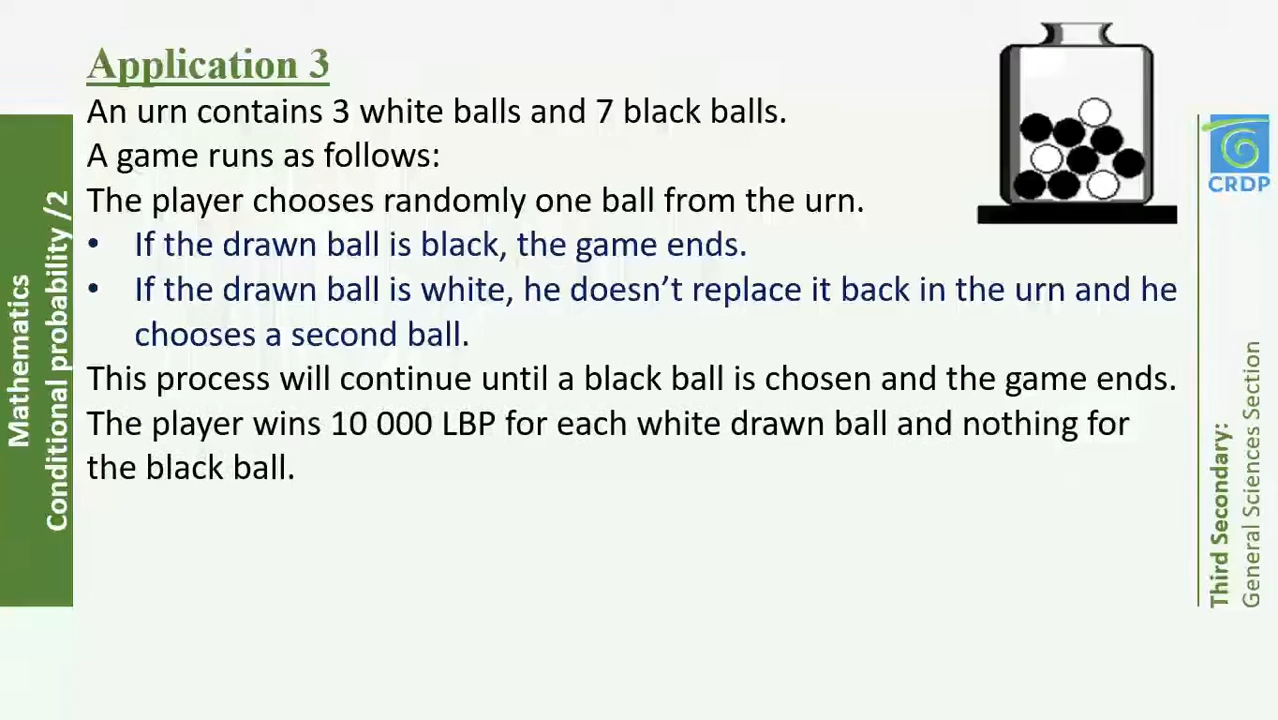 Application 3
An urn contains 3 white balls and 7 black balls.
A game runs as follows:
The player chooses randomly one ball from the urn.
• If the drawn ball is black, the game ends.
• If the drawn ball is white, he doesn’t replace it back in the urn and he
chooses a second ball.
This process will continue until a black ball is chosen and the game ends.
The player wins 10 000 LBP for each white drawn ball and nothing for
the black ball.
Mathematics
Conditional probability /2
CRDP
Third Secondary:
General Sciences Section